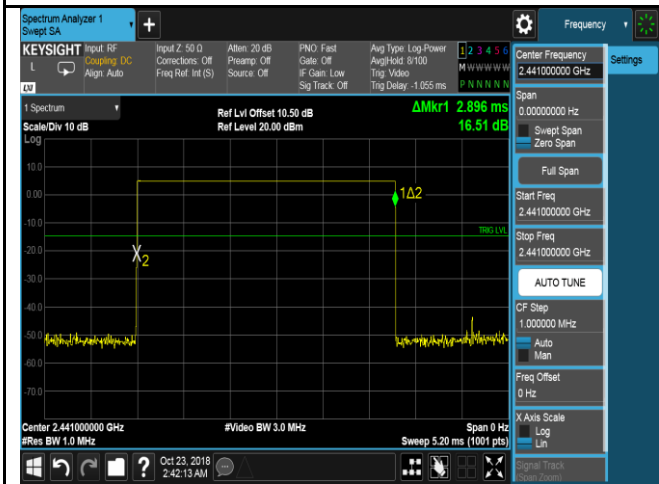 Spectrum Analyzer 1
Swept SA
+
Frequency
KEYSIGHT
L
Input: RF
Coupling: DC
Align: Auto
Input Z: 50 Ω
Corrections: Off
Freq Ref: Int (S)
Atten: 20 dB
Preamp: Off
Source: Off
PNO: Fast
Gate: Off
IF Gain: Low
Sig Track: Off
Avg Type: Log-Power
Avg|Hold: 8/100
Trig: Video
Trig Delay: -1.055 ms
1 2 3 4 5 6
M W W W W W
P N N N N N
LXI
1 Spectrum
Scale/Div 10 dB
Log
Ref Lvl Offset 10.50 dB
Ref Level 20.00 dBm
ΔMkr1 2.896 ms
16.51 dB
10.0
0.00
-10.0
-20.0
-30.0
-40.0
-50.0
-60.0
-70.0
1Δ2
TRIG LVL
X2
Center 2.441000000 GHz
#Res BW 1.0 MHz
#Video BW 3.0 MHz
Span 0 Hz
Sweep 5.20 ms (1001 pts)
?
Oct 23, 2018
2:42:13 AM
Center Frequency
2.441000000 GHz
Settings
Span
0.00000000 Hz
Swept Span
Zero Span
Full Span
Start Freq
2.441000000 GHz
Stop Freq
2.441000000 GHz
AUTO TUNE
CF Step
1.000000 MHz
Auto
Man
Freq Offset
0 Hz
X Axis Scale
Log
Lin
Signal Track
(Span Zoom)